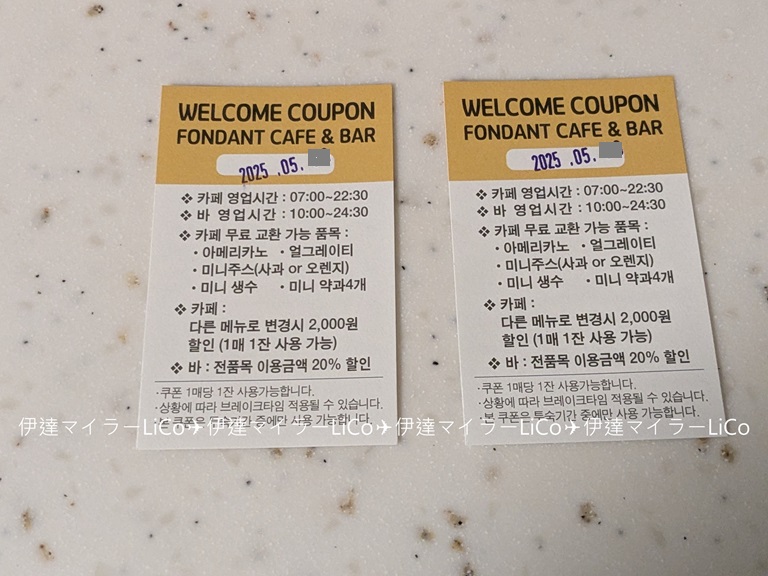 WELCOME COUPON
FONDANT CAFE & BAR
2025 .05.
❖ 카페 영업시간 : 07:00~22:30
❖ 바 영업시간 : 10:00~24:30
❖ 카페 무료 교환 가능 품목 :
・아메리카노 ・얼그레이티
・미니주스(사과 or 오렌지)
・미니 생수 ・미니 약과4개
❖ 카페 :
다른 메뉴로 변경시 2,000원
할인 (1매 1잔 사용 가능)
❖ 바 : 전품목 이용금액 20% 할인
·쿠폰 1매당 1잔 사용가능합니다.
·상황에 따라 브레이크타임 적용될 수 있습니다.
·본 쿠폰은 투숙기간 중에만 사용 가능합니다.
WELCOME COUPON
FONDANT CAFE & BAR
2025 .05.
❖ 카페 영업시간 : 07:00~22:30
❖ 바 영업시간 : 10:00~24:30
❖ 카페 무료 교환 가능 품목 :
・아메리카노 ・얼그레이티
・미니주스(사과 or 오렌지)
・미니 생수 ・미니 약과4개
❖ 카페 :
다른 메뉴로 변경시 2,000원
할인 (1매 1잔 사용 가능)
❖ 바 : 전품목 이용금액 20% 할인
·쿠폰 1매당 1잔 사용가능합니다.
·상황에 따라 브레이크타임 적용될 수 있습니다.
·본 쿠폰은 투숙기간 중에만 사용 가능합니다.
伊達マイラーLiCo✈伊達マイラーLiCo✈伊達マイラーLiCo✈伊達マイラーLiCo